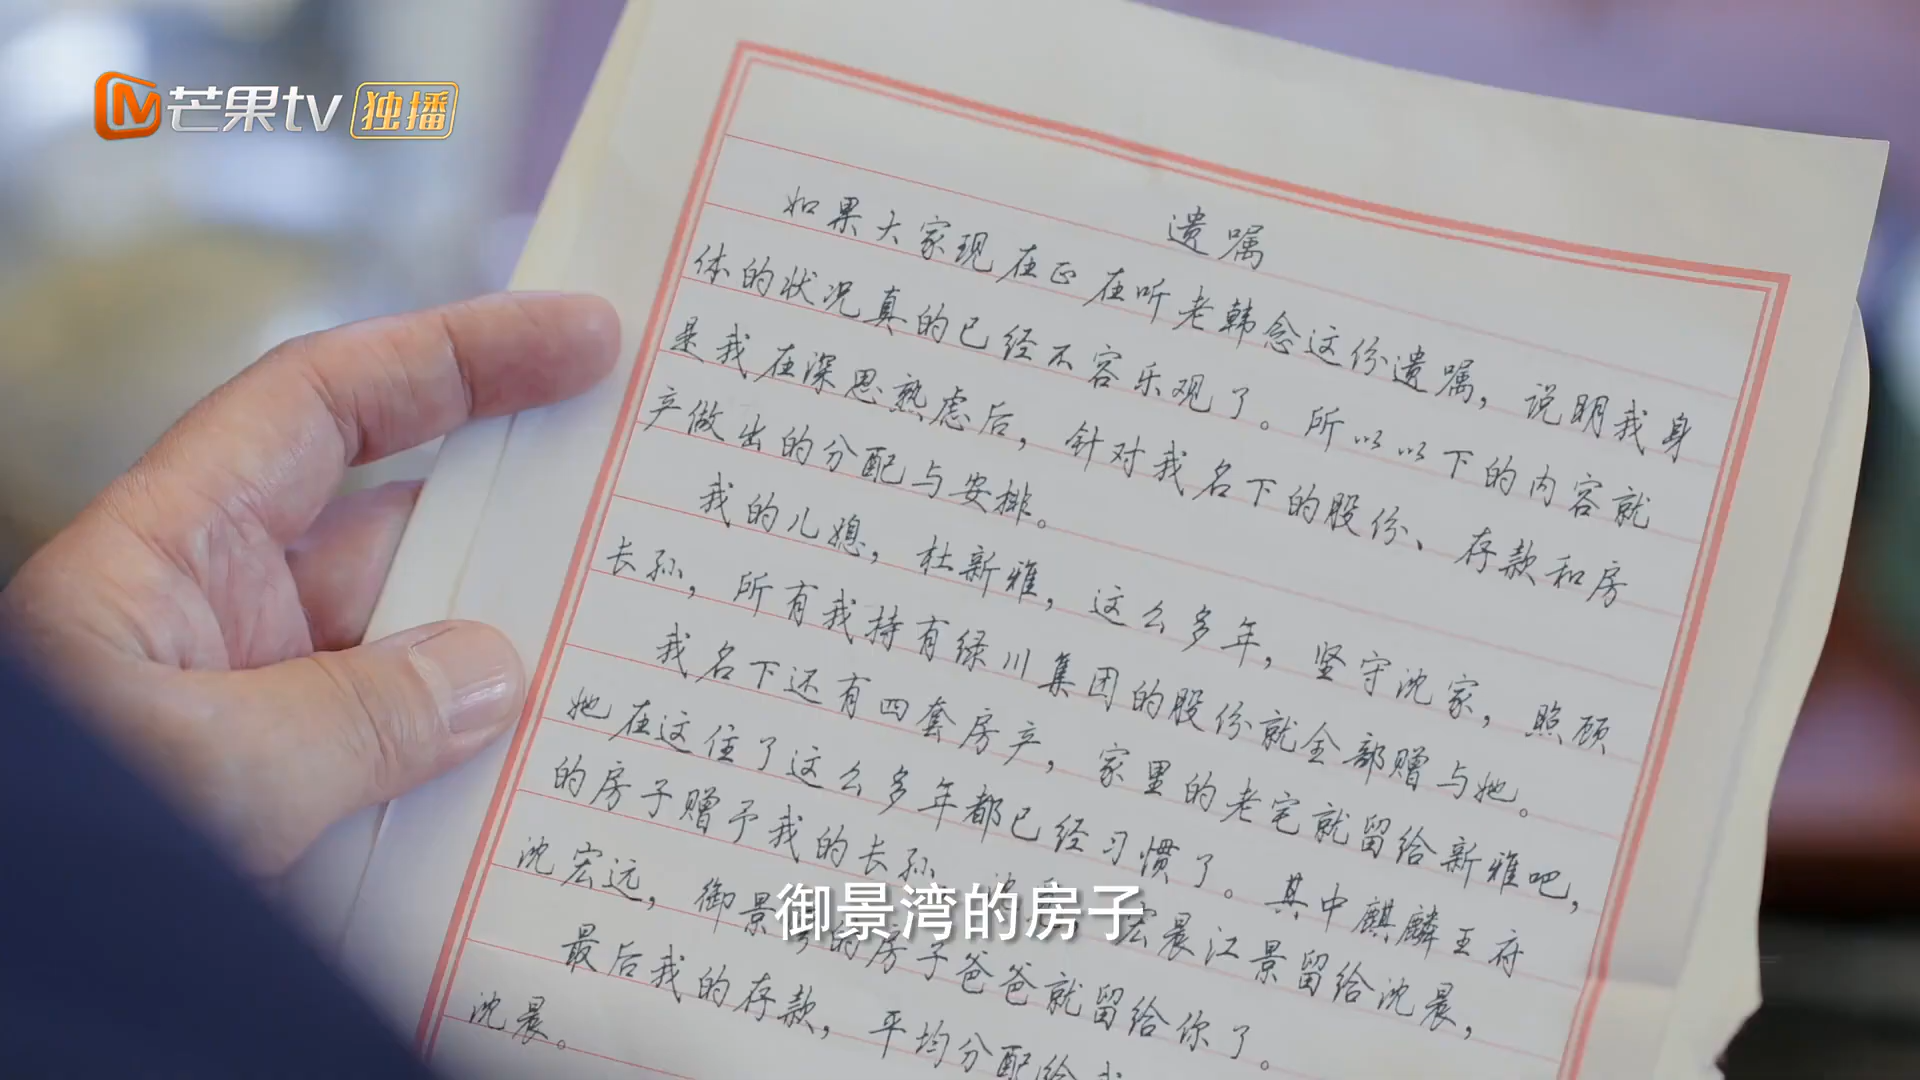 芒果tv 独播
遗嘱
如果大家现在正在听老韩念这份遗嘱，说明我身
体的状况真的已经不容乐观了。所以以下的内容就
是我在深思熟虑后，针对我名下的股份、存款和房
产做出的分配与安排。
我的儿媳，杜新雅，这么多年，坚守沈家，照顾
长孙，所有我持有绿川集团的股份就全部赠与她。
我名下还有四套房产，家里的老宅就留给新雅吧，
她在这住了这么多年都已经习惯了。其中麒麟王府
的房子赠予我的长孙 宏晨江景留给沈晨，
沈宏远，御景 的房子爸爸就留给你了。
最后我的存款，平均分配给
沈晨。
御景湾的房子